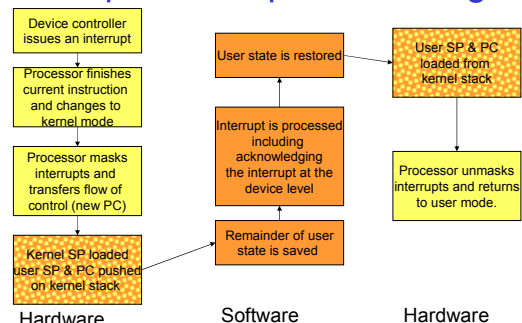 Device controller
issues an interrupt
Processor finishes
current instruction
and changes to
kernel mode
Processor masks
interrupts and
transfers flow of
control (new PC)
Kernel SP loaded
user SP & PC pushed
on kernel stack
Hardware
User state is restored
Interrupt is processed
including
acknowledging
the interrupt at the
device level
Remainder of user
state is saved
Software
User SP & PC
loaded from
kernel stack
Processor unmasks
interrupts and returns
to user mode.
Hardware